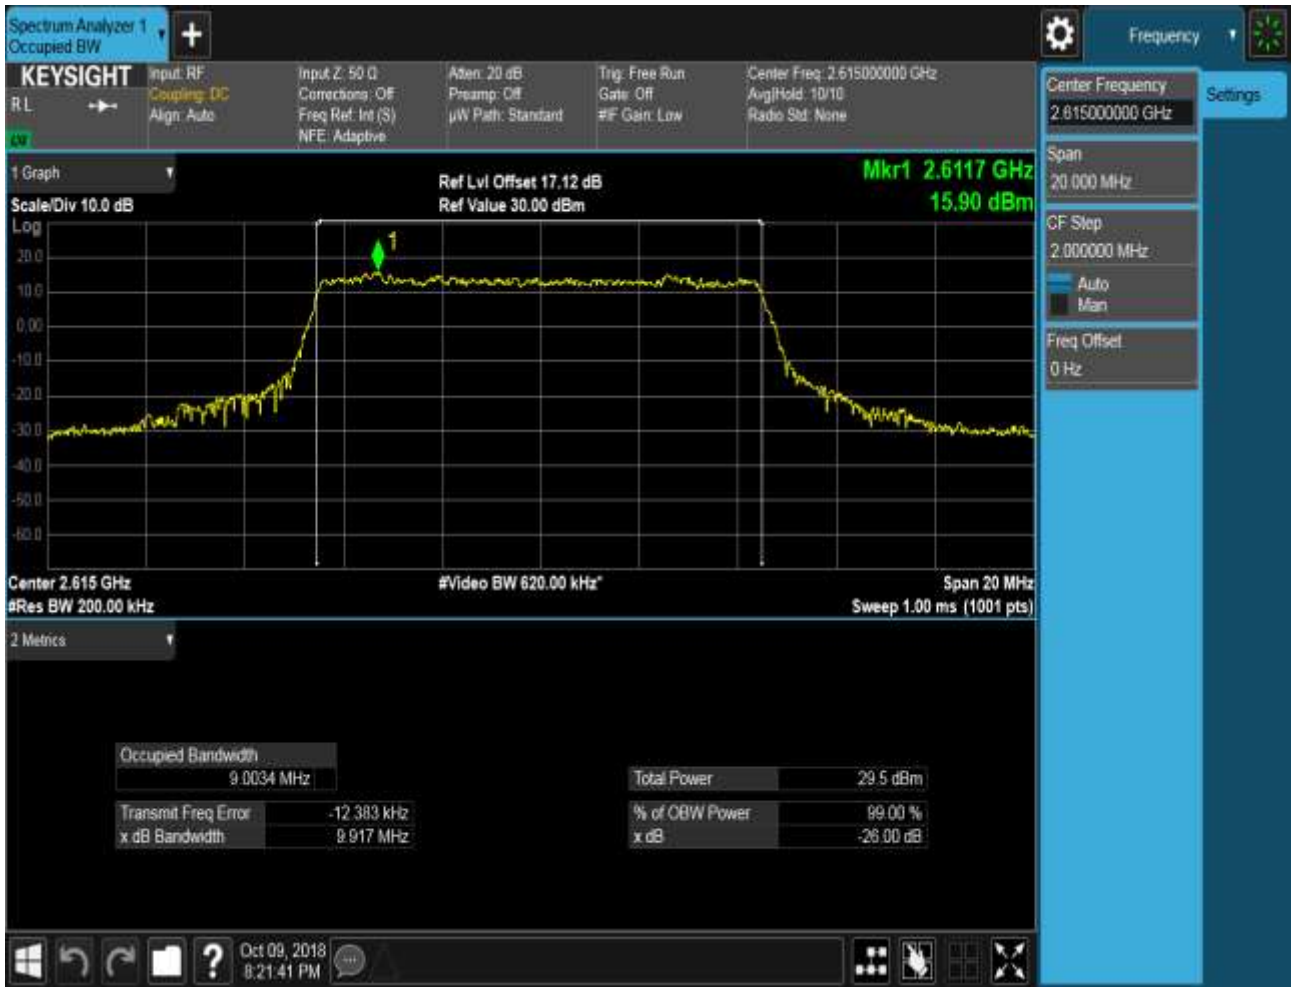 Spectrum Analyzer 1
Occupied BW
Frequency
KEYSIGHT
RL
Input: RF
Coupling: DC
Align: Auto
Input Z: 50 Ω
Corrections: Off
Freq Ref: Int (S)
NFE: Adaptive
Atten: 20 dB
Preamp: Off
µW Path: Standard
Trig: Free Run
Gate: Off
#IF Gain: Low
Center Freq: 2.615000000 GHz
Avg|Hold: 10/10
Radio Std: None
Center Frequency
2.615000000 GHz
Settings
Span
20.000 MHz
CF Step
2.000000 MHz
Auto
Man
Freq Offset
0 Hz
1 Graph
Scale/Div 10.0 dB
Ref Lvl Offset 17.12 dB
Ref Value 30.00 dBm
Mkr1 2.6117 GHz
15.90 dBm
Log
1
20.0
10.0
0.00
-10.0
-20.0
-30.0
-40.0
-50.0
-60.0
Center 2.615 GHz
#Video BW 620.00 kHz*
Span 20 MHz
#Res BW 200.00 kHz
Sweep 1.00 ms (1001 pts)
2 Metrics
Occupied Bandwidth
9.0034 MHz
Total Power 29.5 dBm
Transmit Freq Error -12.383 kHz
% of OBW Power 99.00 %
x dB Bandwidth 9.917 MHz
x dB -26.00 dB
?
Oct 09, 2018
8:21:41 PM